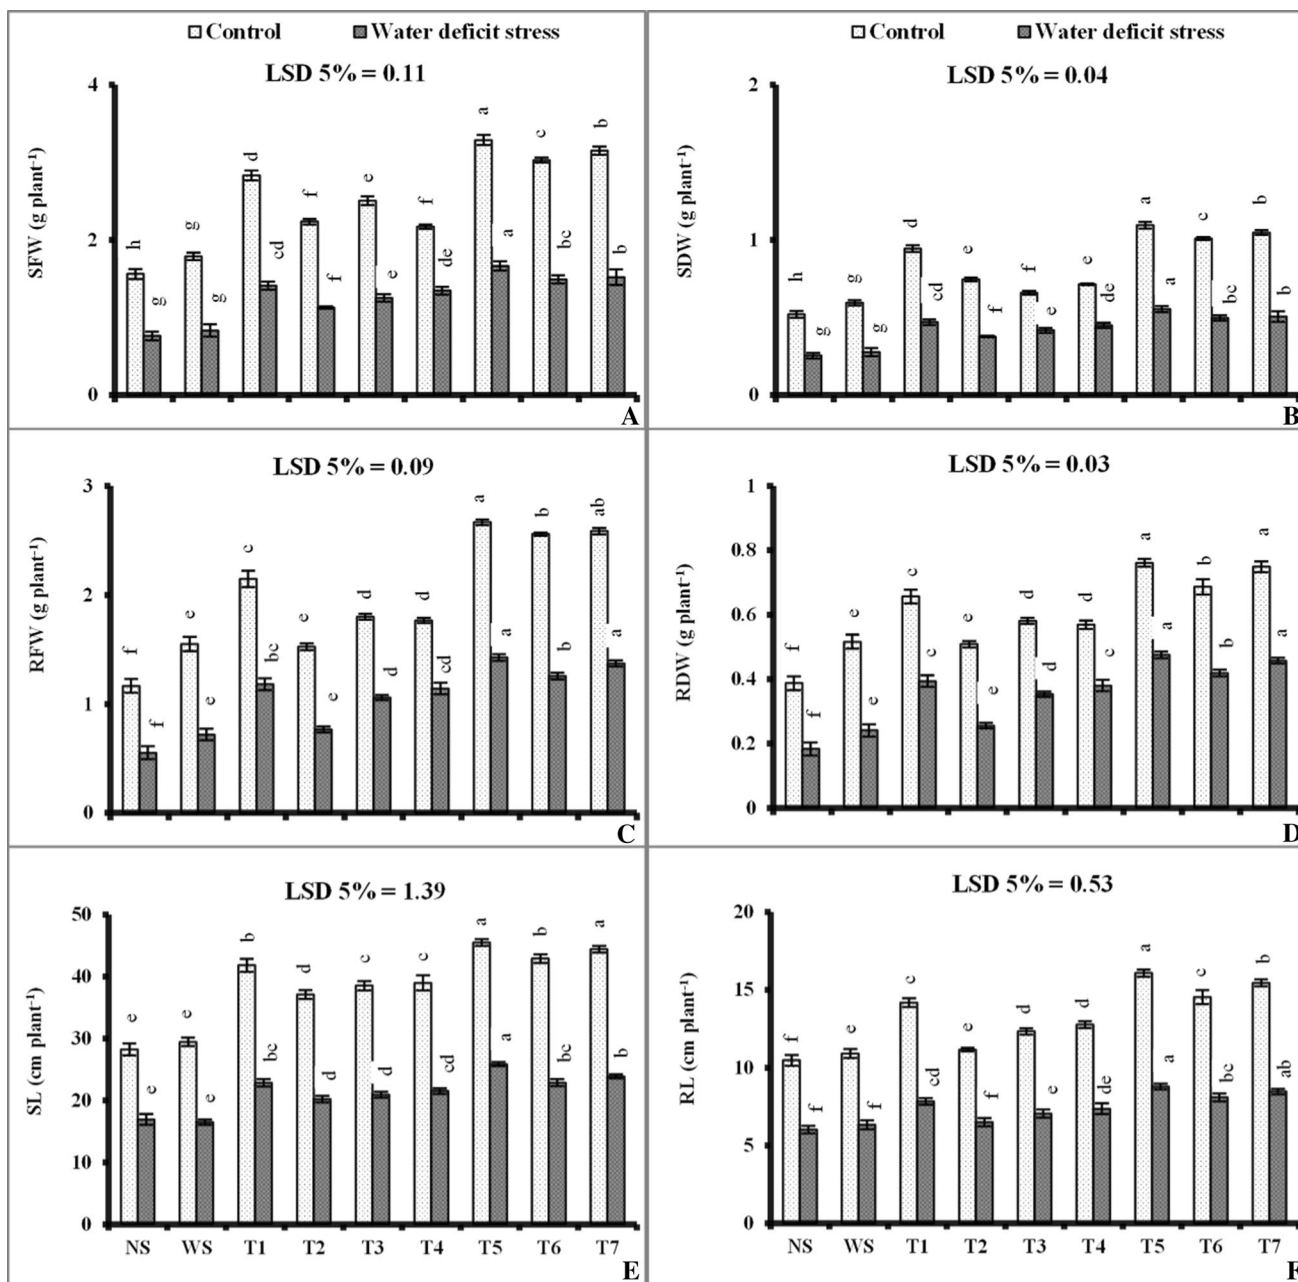 Control Water deficit stress
LSD 5% = 0.11
4
2
0
SFW (g plant⁻¹)
h g g g d cd f f e e f de a a c bc b b
A
Control Water deficit stress
LSD 5% = 0.04
2
1
0
SDW (g plant⁻¹)
h g g g d cd e f f e e de a a c bc b b
B
LSD 5% = 0.09
3
2
1
0
RFW (g plant⁻¹)
f f e e c bc e e d d d cd a a b b ab a
C
LSD 5% = 0.03
1
0.8
0.6
0.4
0.2
0
RDW (g plant⁻¹)
f f e e c c e e d d d c a a b b a a
D
LSD 5% = 1.39
50
40
30
20
10
0
SL (cm plant⁻¹)
e e e e b bc d d c d c cd a a b bc a b
NS WS T1 T2 T3 T4 T5 T6 T7
E
LSD 5% = 0.53
20
15
10
5
0
RL (cm plant⁻¹)
f f e f c cd e f d e d de a a c bc b ab
NS WS T1 T2 T3 T4 T5 T6 T7
F